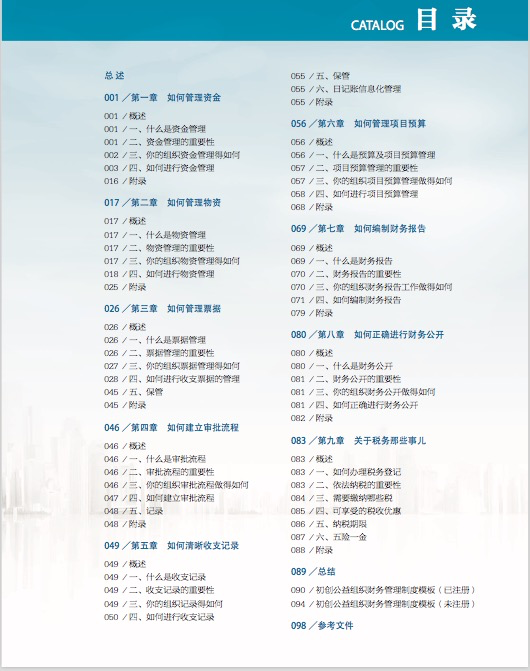 CATALOG 目 录
总 述
001 ／第一章 如何管理资金
001 ／概述
001 ／一、什么是资金管理
001 ／二、资金管理的重要性
002 ／三、你的组织资金管理得如何
003 ／四、如何进行资金管理
016 ／附录
017 ／第二章 如何管理物资
017 ／概述
017 ／一、什么是物资管理
017 ／二、物资管理的重要性
017 ／三、你的组织物资管理得如何
018 ／四、如何进行物资管理
025 ／附录
026 ／第三章 如何管理票据
026 ／概述
026 ／一、什么是票据管理
026 ／二、票据管理的重要性
027 ／三、你的组织票据管理得如何
028 ／四、如何进行收支票据的管理
045 ／五、保管
045 ／附录
046 ／第四章 如何建立审批流程
046 ／概述
046 ／一、什么是审批流程
046 ／二、审批流程的重要性
046 ／三、你的组织审批流程做得如何
047 ／四、如何建立审批流程
048 ／五、记录
048 ／附录
049 ／第五章 如何清晰收支记录
049 ／概述
049 ／一、什么是收支记录
049 ／二、收支记录的重要性
049 ／三、你的组织记录得如何
050 ／四、如何进行收支记录
055 ／五、保管
055 ／六、日记账信息化管理
055 ／附录
056 ／第六章 如何管理项目预算
056 ／概述
056 ／一、什么是预算及项目预算管理
057 ／二、项目预算管理的重要性
057 ／三、你的组织项目预算管理做得如何
058 ／四、如何进行项目预算管理
068 ／附录
069 ／第七章 如何编制财务报告
069 ／概述
069 ／一、什么是财务报告
070 ／二、财务报告的重要性
070 ／三、你的组织财务报告工作做得如何
071 ／四、如何编制财务报告
079 ／附录
080 ／第八章 如何正确进行财务公开
080 ／概述
080 ／一、什么是财务公开
081 ／二、财务公开的重要性
081 ／三、你的组织财务公开做得如何
081 ／四、如何正确进行财务公开
082 ／附录
083 ／第九章 关于税务那些事儿
083 ／概述
083 ／一、如何办理税务登记
083 ／二、依法纳税的重要性
084 ／三、需要缴纳哪些税
085 ／四、可享受的税收优惠
086 ／五、纳税期限
087 ／六、五险一金
088 ／附录
089 ／总结
090 ／初创公益组织财务管理制度模板（已注册）
094 ／初创公益组织财务管理制度模板（未注册）
098 ／参考文件